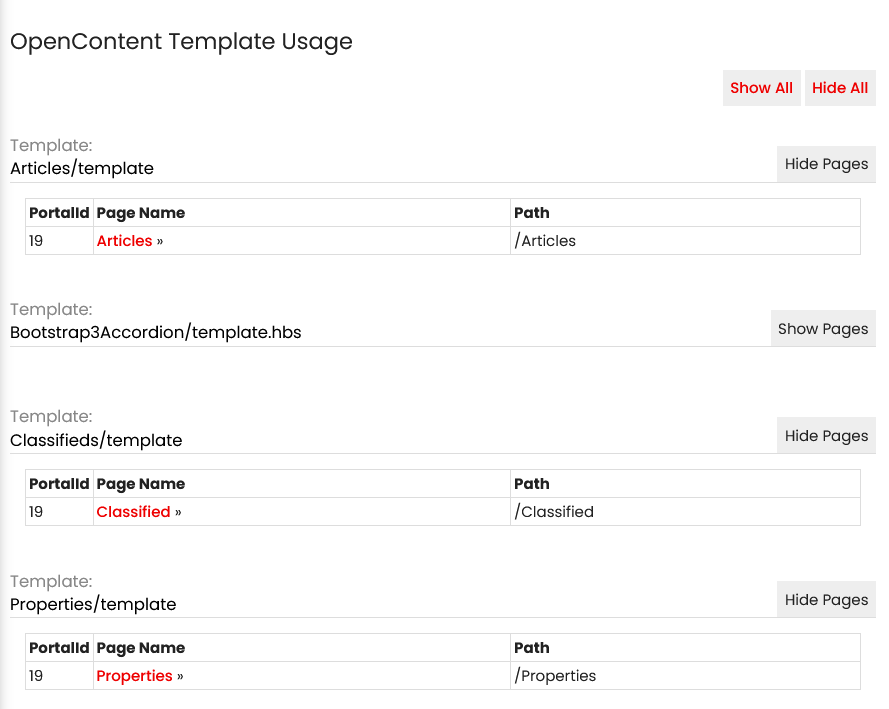 OpenContent Template Usage
Show All Hide All
Template:
Articles/template
Hide Pages
PortalId Page Name Path
19 Articles » /Articles
Template:
Bootstrap3Accordion/template.hbs
Show Pages
Template:
Classifieds/template
Hide Pages
PortalId Page Name Path
19 Classified » /Classified
Template:
Properties/template
Hide Pages
PortalId Page Name Path
19 Properties » /Properties